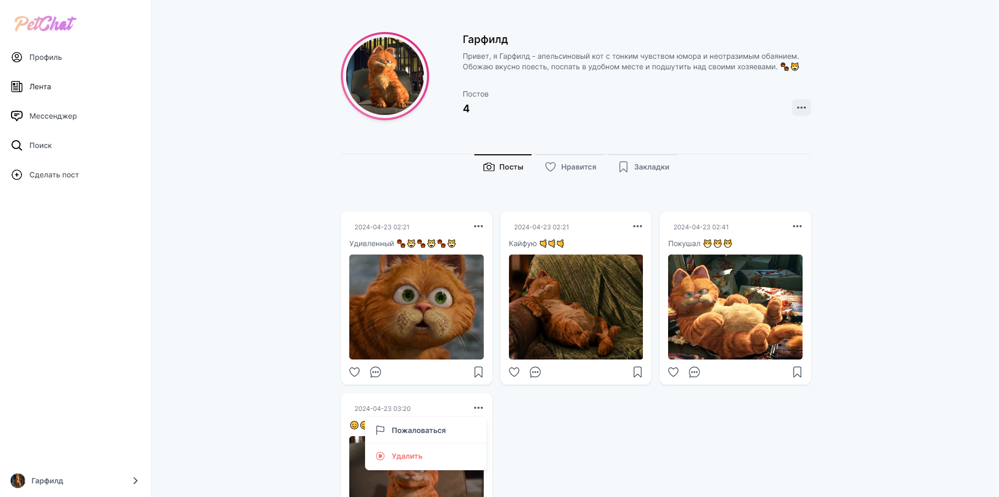 PetChat
Профиль
Лента
Мессенджер
Поиск
Сделать пост
Гарфилд
Привет, я Гарфилд - апельсиновый кот с тонким чувством юмора и неотразимым обаянием.
Обожаю вкусно поесть, поспать в удобном месте и подшутить над своими хозяевами. 🐾😺
Постов
4
Посты
Нравится
Закладки
2024-04-23 02:21
Удивленный 🐾😺🐾😺🐾😺
2024-04-23 02:21
Кайфую
2024-04-23 02:41
Покушал
2024-04-23 03:20
Пожаловаться
Удалить
Гарфилд